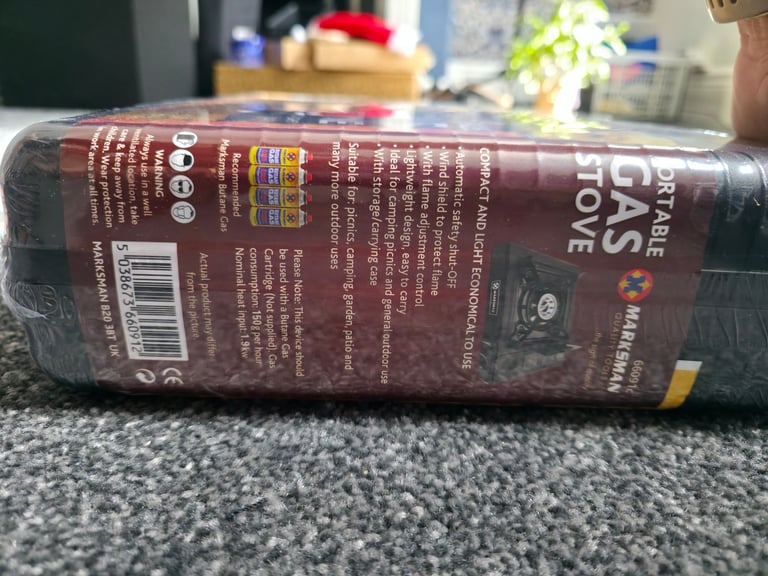 PORTABLE
GAS
STOVE
66091C
MARKSMAN
QUALITY TOOLS
COMPACT AND LIGHT ECONOMICAL TO USE
•Automatic safety shut-OFF
•Wind shield to protect flame
•With flame adjustment control
•Lightweight design, easy to carry
•Ideal for camping picnics and general outdoor use
•With storage/carrying case
Suitable for; picnics, camping, garden, patio and
many more outdoor uses
Recommended
Marksman Butane Gas
Please Note: This device should
be used with a Butane Gas
Cartridge (Not supplied), Gas
consumption: 150g per hour
Nominal heat input: 1.9kw
Actual product may differ
from the picture.
WARNING
Always use in a well
ventilated location, take
care & keep away from
children. Wear protection
work area at all times.
5 038673 660912
CE
MARKSMAN B20 3BT UK